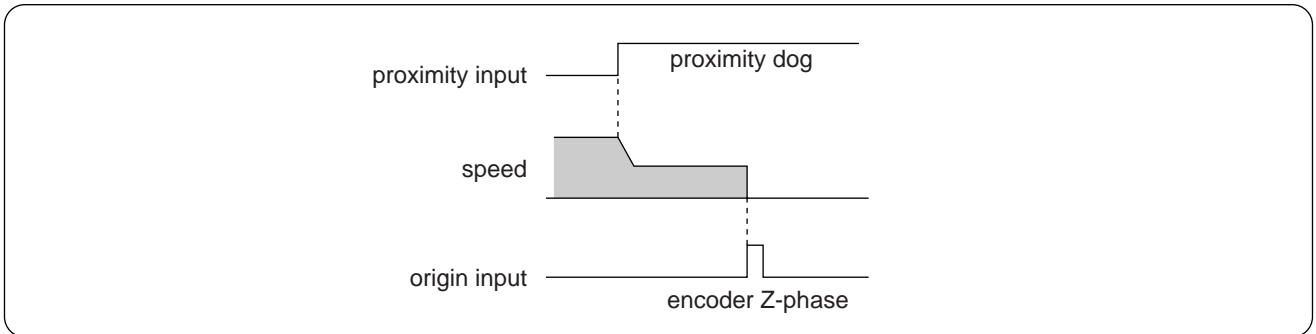 proximity input
proximity dog
speed
origin input
encoder Z-phase